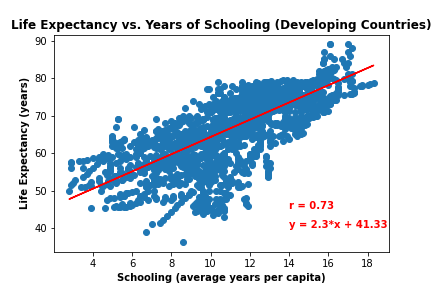 Life Expectancy vs. Years of Schooling (Developing Countries)
90
80
70
60
50
40
Life Expectancy (years)
r = 0.73
y = 2.3*x + 41.33
4 6 8 10 12 14 16 18
Schooling (average years per capita)